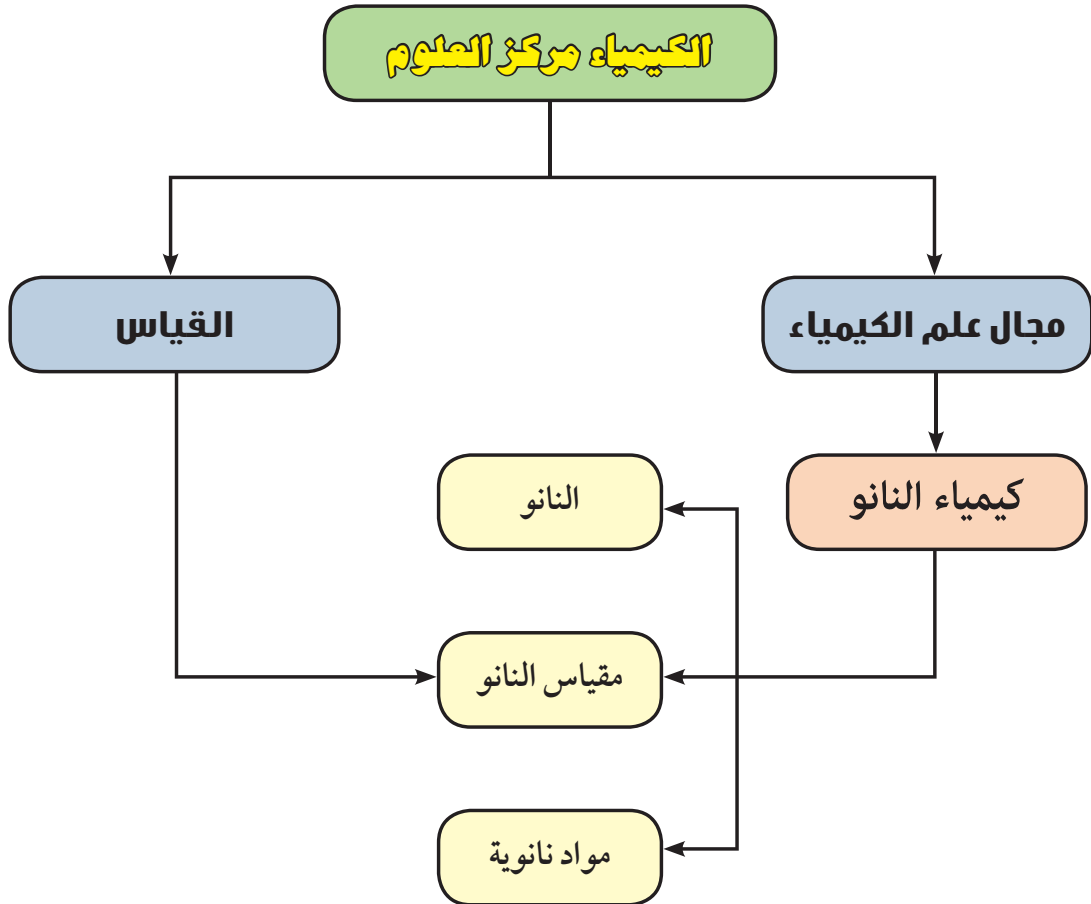 الكيمياء مركز العلوم
مجال علم الكيمياء
القياس
كيمياء النانو
النانو
مقياس النانو
مواد نانوية